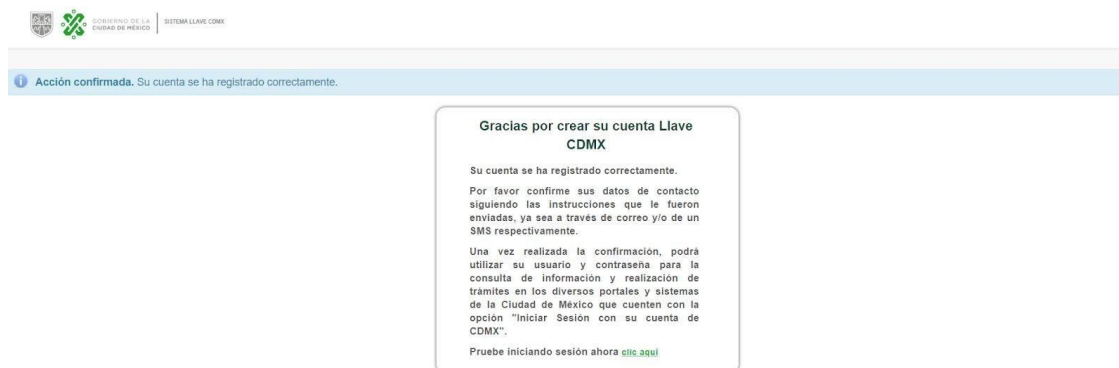 GOBIERNO DE LA
CIUDAD DE MÉXICO
SISTEMA LLAVE CDMX
Acción confirmada. Su cuenta se ha registrado correctamente.
Gracias por crear su cuenta Llave
CDMX
Su cuenta se ha registrado correctamente.
Por favor confirme sus datos de contacto
siguiendo las instrucciones que le fueron
enviadas, ya sea a través de correo y/o de un
SMS respectivamente.
Una vez realizada la confirmación, podrá
utilizar su usuario y contraseña para la
consulta de información y realización de
trámites en los diversos portales y sistemas
de la Ciudad de México que cuenten con la
opción "Iniciar Sesión con su cuenta de
CDMX".
Pruebe iniciando sesión ahora clic aquí